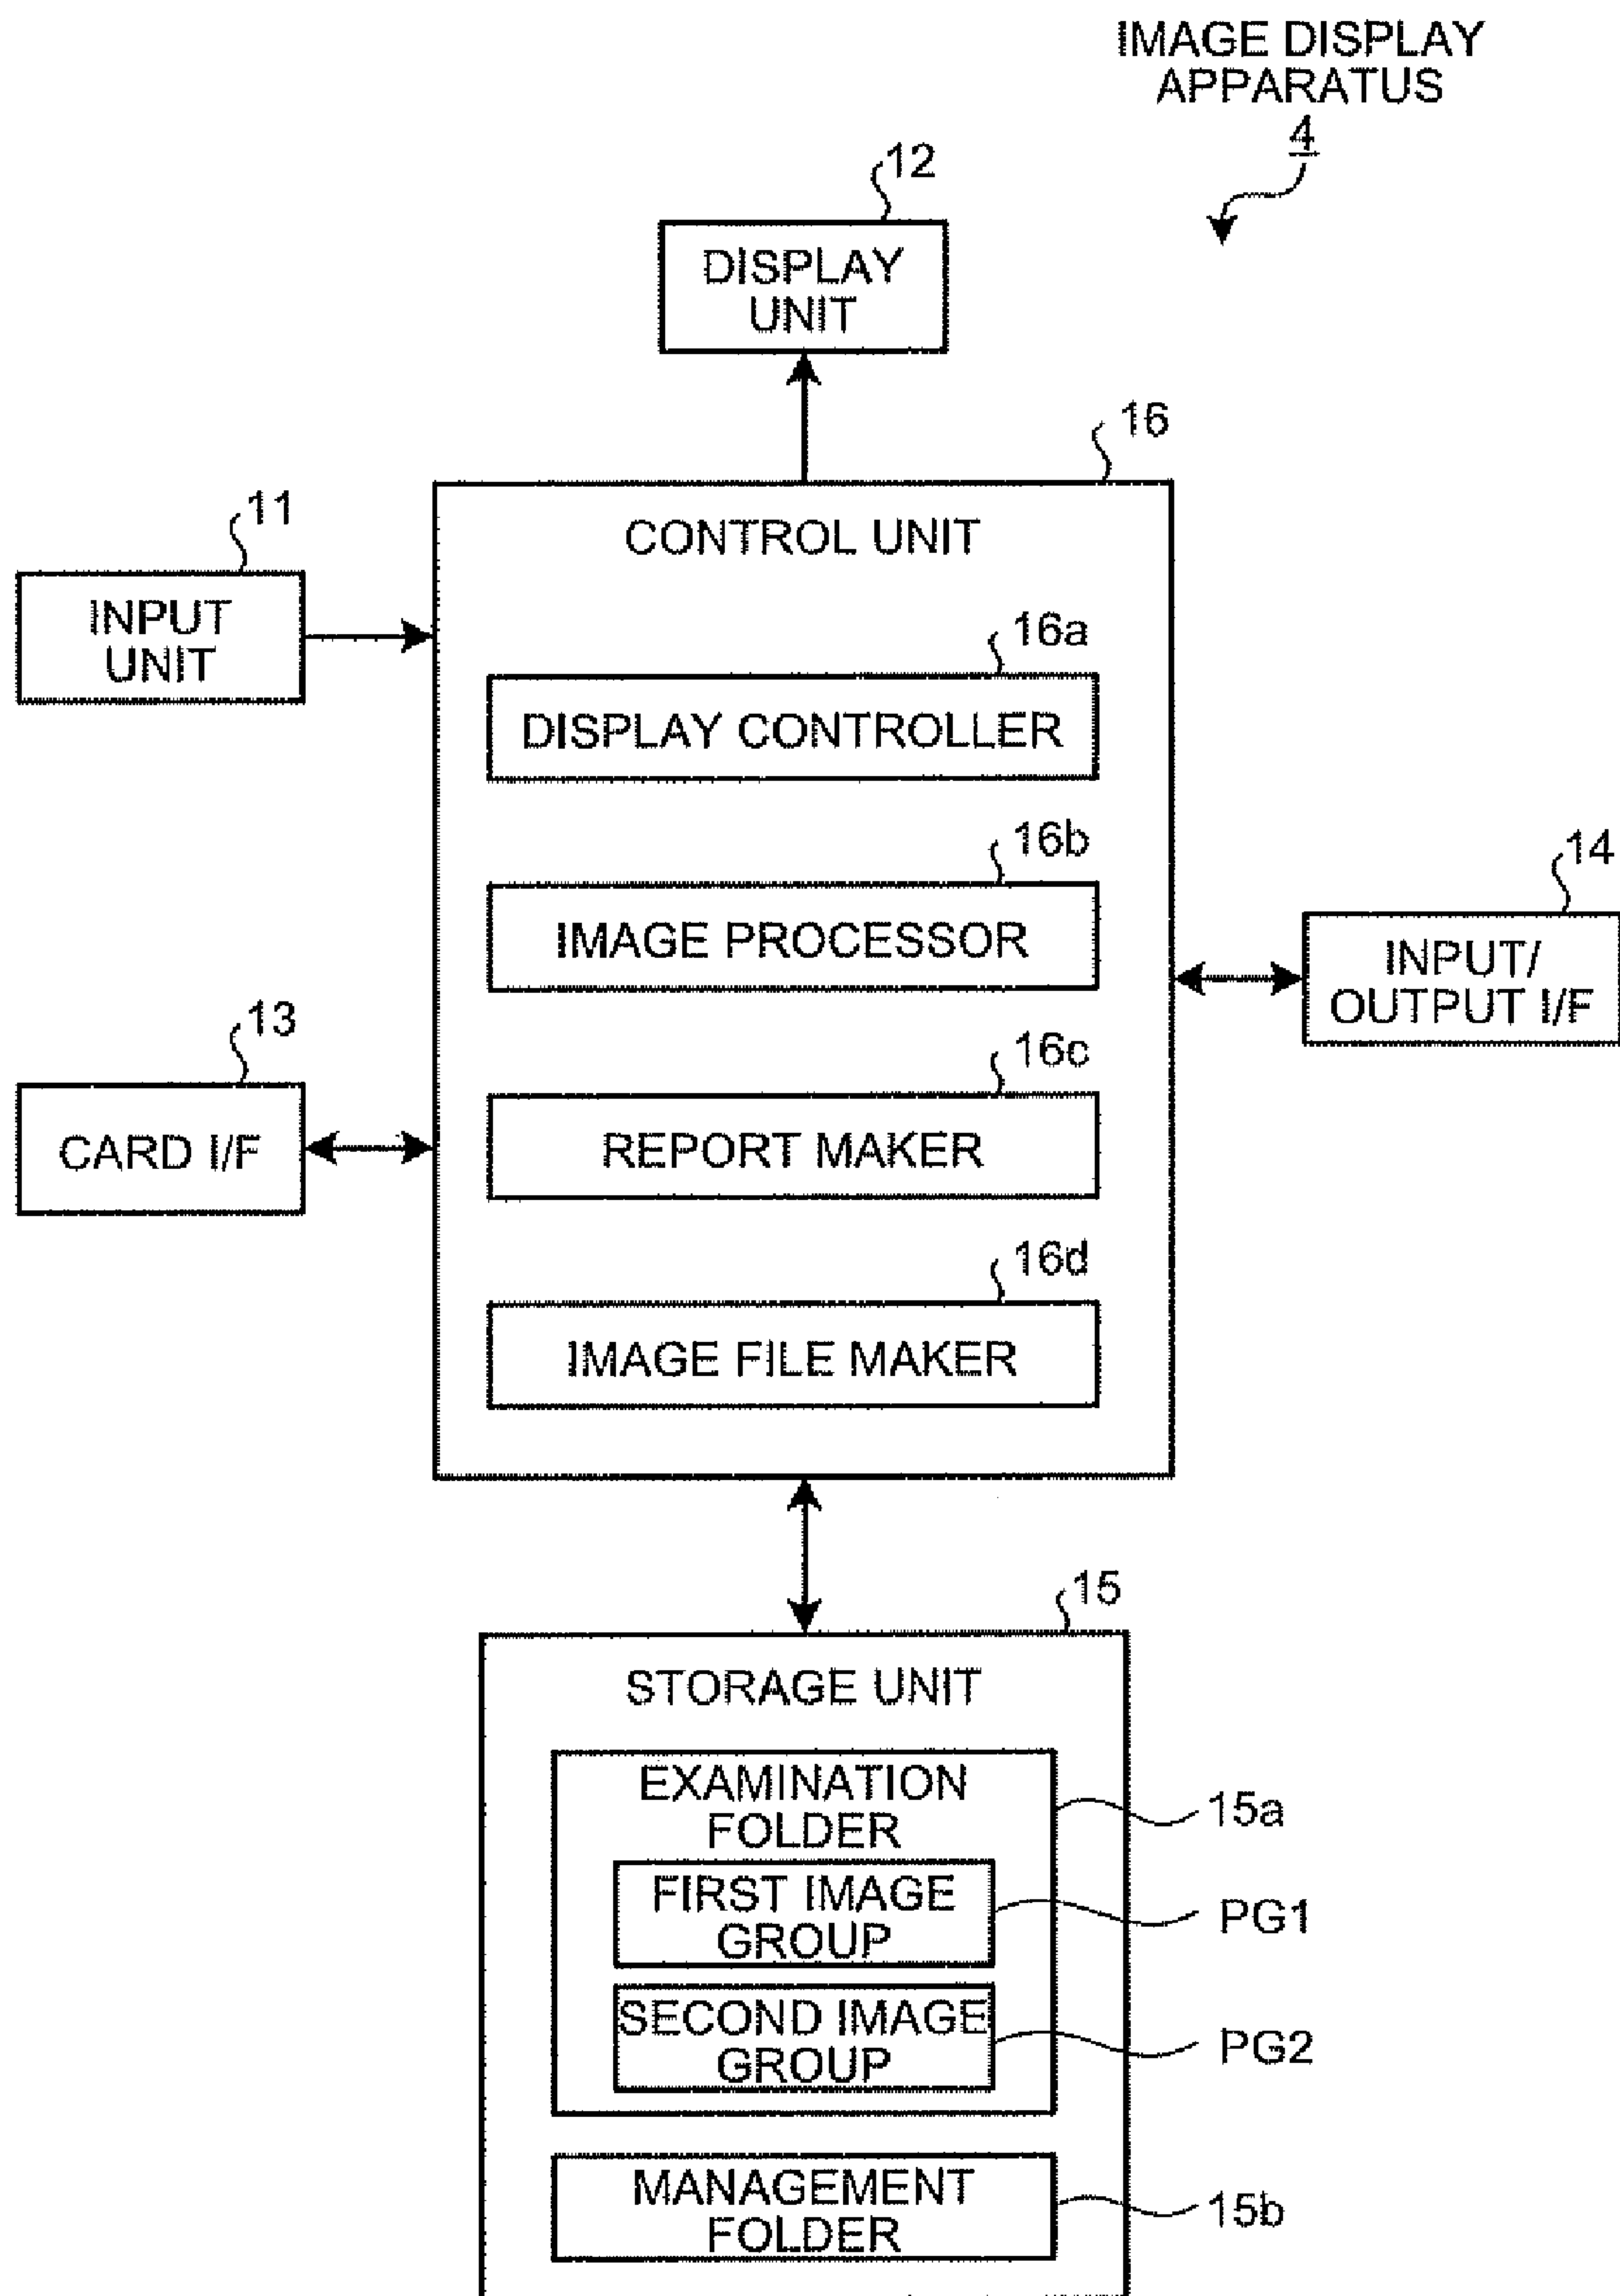 IMAGE DISPLAY
APPARATUS
4
12
DISPLAY
UNIT
16
CONTROL UNIT
11
INPUT
UNIT
16a
DISPLAY CONTROLLER
16b
IMAGE PROCESSOR
14
INPUT/
OUTPUT I/F
13
CARD I/F
16c
REPORT MAKER
16d
IMAGE FILE MAKER
15
STORAGE UNIT
EXAMINATION
FOLDER
15a
FIRST IMAGE
GROUP
PG1
SECOND IMAGE
GROUP
PG2
MANAGEMENT
FOLDER
15b